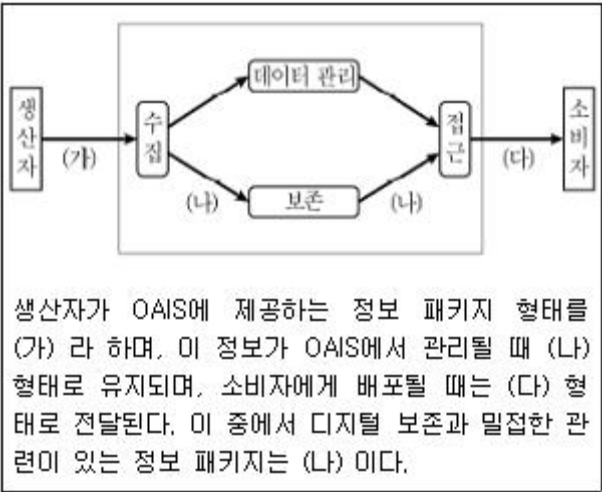 데이터 관리
생산자
수집
접근
소비자
(가)
(다)
(나)
보존
(나)
생산자가 OAIS에 제공하는 정보 패키지 형태를
(가) 라 하며, 이 정보가 OAIS에서 관리될 때 (나)
형태로 유지되며, 소비자에게 배포될 때는 (다) 형
태로 전달된다. 이 중에서 디지털 보존과 밀접한 관
련이 있는 정보 패키지는 (나) 이다.